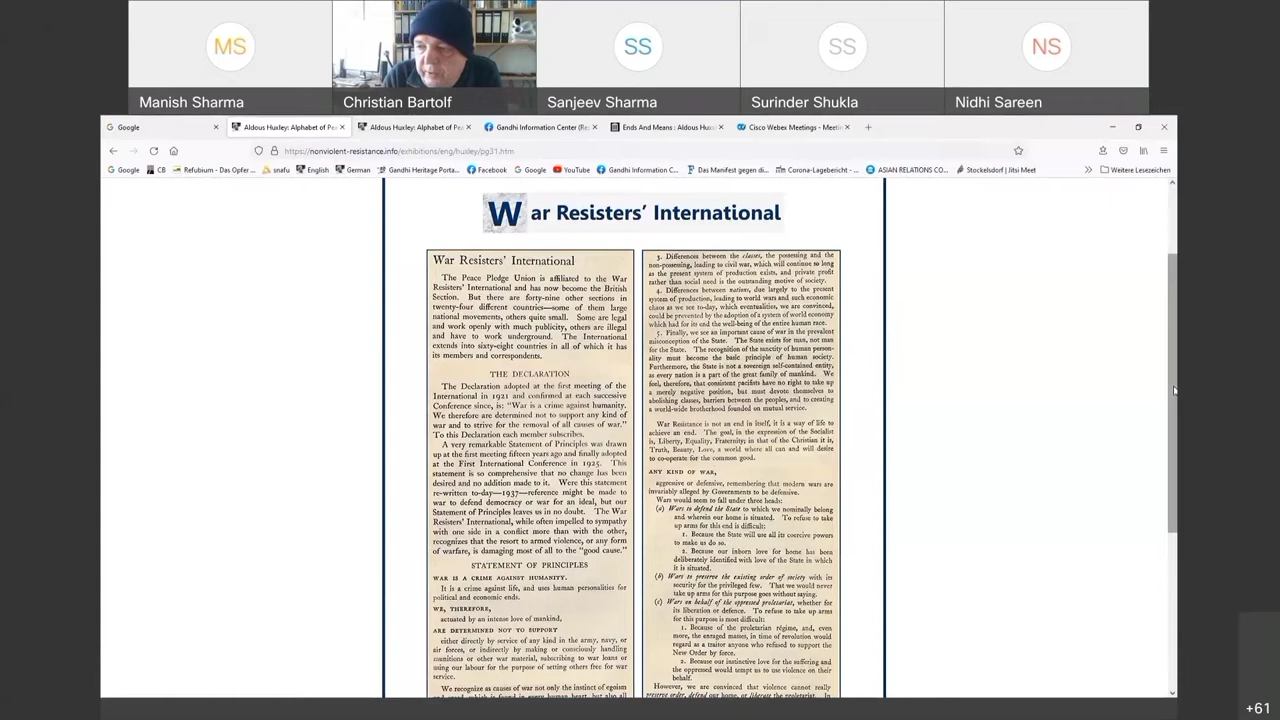 MS
SS
SS
NS
Manish Sharma
Christian Bartolf
Sanjeev Sharma
Surinder Shukla
Nidhi Sareen
Google
Aldous Huxley: Alphabet of Pea
Aldous Huxley: Alphabet of Pe
Gandhi Information Center (Re
Ends And Means : Aldous Hux
Cisco Webex Meetings - Meeti
https://nonviolent-resistance.info/exhibitions/eng/huxley/pg31.htm
Google
CB
Refubium - Das Opfer ...
snafu
English
German
Gandhi Heritage Porta...
Facebook
Google
YouTube
Gandhi Information C...
Das Manifest gegen di...
Corona-Lagebericht - ...
ASIAN RELATIONS CO...
Stockelsdorf | Jitsi Meet
Weitere Lesezeichen
War Resisters' International
War Resisters' International
The Peace Pledge Union is affiliated to the War
Resisters' International and has now become the British
Section. But there are forty-nine other sections in
twenty-four different countries—some of them large
national movements, others quite small. Some are legal
and work openly with much publicity, others are illegal
and have to work underground. The International
extends into sixty-eight countries in all of which it has
its members and correspondents.
THE DECLARATION
The Declaration adopted at the first meeting of the
International in 1921 and confirmed at each successive
Conference since, is: "War is a crime against humanity.
We therefore are determined not to support any kind of
war and to strive for the removal of all causes of war."
To this Declaration each member subscribes.
A very remarkable Statement of Principles was drawn
up at the first meeting fifteen years ago and finally adopted
at the First International Conference in 1925. This
statement is so comprehensive that no change has been
desired and no addition made to it. Were this statement
re-written to-day—1937—reference might be made to
war to defend democracy or war for an ideal, but our
Statement of Principles leaves us in no doubt. The War
Resisters' International, while often impelled to sympathy
with one side in a conflict more than with the other,
recognizes that the resort to armed violence, or any form
of warfare, is damaging most of all to the "good cause."
STATEMENT OF PRINCIPLES
WAR IS A CRIME AGAINST HUMANITY.
It is a crime against life, and uses human personalities for
political and economic ends.
WE, THEREFORE,
actuated by an intense love of mankind,
ARE DETERMINED NOT TO SUPPORT
either directly by service of any kind in the army, navy, or
air forces, or indirectly by making or consciously handling
munitions or other war material, subscribing to war loans or
using our labour for the purpose of setting others free for war
service.
We recognize as causes of war not only the instinct of egoism
3. Differences between the classes, the possessing and the
non-possessing, leading to civil war, which will continue so long
as the present system of production exists, and private profit
rather than social need is the outstanding motive of society.
4. Differences between nations, due largely to the present
system of production, leading to world wars and such economic
chaos as we see to-day, which eventualities, we are convinced,
could be prevented by the adoption of a system of world economy
which had for its end the well-being of the entire human race.
5. Finally, we see an important cause of war in the prevalent
misconception of the State. The State exists for man, not man
for the State. The recognition of the sanctity of human person-
ality must become the basic principle of human society.
Furthermore, the State is not a sovereign self-contained entity,
as every nation is a part of the great family of mankind. We
feel, therefore, that consistent pacifists have no right to take up
a merely negative position, but must devote themselves to
abolishing classes, barriers between the peoples, and to creating
a world-wide brotherhood founded on mutual service.
War Resistance is not an end in itself, it is a way of life to
achieve an end. The goal, in the expression of the Socialist
is, Liberty, Equality, Fraternity; in that of the Christian it is,
Truth, Beauty, Love, a world where all can and will desire
to co-operate for the common good.
ANY KIND OF WAR,
aggressive or defensive, remembering that modern wars are
invariably alleged by Governments to be defensive.
Wars would seem to fall under three heads:
(a) Wars to defend the State to which we nominally belong
and wherein our home is situated. To refuse to take
up arms for this end is difficult:
1. Because the State will use all its coercive powers
to make us do so.
2. Because our inborn love for home has been
deliberately identified with love of the State in which
it is situated.
(b) Wars to preserve the existing order of society with its
security for the privileged few. That we would never
take up arms for this purpose goes without saying.
(c) Wars on behalf of the oppressed proletariat, whether for
its liberation or defence. To refuse to take up arms
for this purpose is most difficult:
1. Because of the proletarian régime, and, even
more, the enraged masses, in time of revolution would
regard as a traitor anyone who refused to support the
New Order by force.
2. Because our instinctive love for the suffering and
the oppressed would tempt us to use violence on their
behalf.
However, we are convinced that violence cannot really
preserve order, defend our home, or liberate the proletariat. In
+61